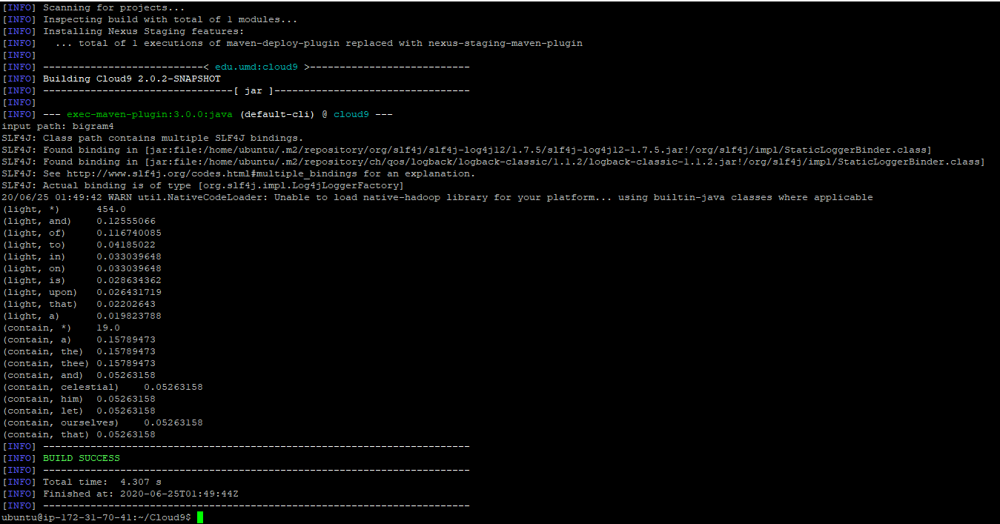 [INFO] Scanning for projects...
[INFO] Inspecting build with total of 1 modules...
[INFO] Installing Nexus Staging features:
[INFO]   ... total of 1 executions of maven-deploy-plugin replaced with nexus-staging-maven-plugin
[INFO]
[INFO] ---------------------------< edu.umd:cloud9 >---------------------------
[INFO] Building Cloud9 2.0.2-SNAPSHOT
[INFO] --------------------------------[ jar ]---------------------------------
[INFO]
[INFO] --- exec-maven-plugin:3.0.0:java (default-cli) @ cloud9 ---
input path: bigram4
SLF4J: Class path contains multiple SLF4J bindings.
SLF4J: Found binding in [jar:file:/home/ubuntu/.m2/repository/org/slf4j/slf4j-log4j12/1.7.5/slf4j-log4j12-1.7.5.jar!/org/slf4j/impl/StaticLoggerBinder.class]
SLF4J: Found binding in [jar:file:/home/ubuntu/.m2/repository/ch/qos/logback/logback-classic/1.1.2/logback-classic-1.1.2.jar!/org/slf4j/impl/StaticLoggerBinder.class]
SLF4J: See http://www.slf4j.org/codes.html#multiple_bindings for an explanation.
SLF4J: Actual binding is of type [org.slf4j.impl.Log4jLoggerFactory]
20/06/25 01:49:42 WARN util.NativeCodeLoader: Unable to load native-hadoop library for your platform... using builtin-java classes where applicable
(light, *)      454.0
(light, and)    0.12555066
(light, of)     0.116740085
(light, to)     0.04185022
(light, in)     0.033039648
(light, on)     0.033039648
(light, is)     0.028634362
(light, upon)   0.026431719
(light, that)   0.02202643
(light, a)      0.019823788
(contain, *)    19.0
(contain, a)    0.15789473
(contain, the)  0.15789473
(contain, thee) 0.15789473
(contain, and)  0.05263158
(contain, celestial)    0.05263158
(contain, him)  0.05263158
(contain, let)  0.05263158
(contain, ourselves)    0.05263158
(contain, that) 0.05263158
[INFO] ------------------------------------------------------------------------
[INFO] BUILD SUCCESS
[INFO] ------------------------------------------------------------------------
[INFO] Total time:  4.307 s
[INFO] Finished at: 2020-06-25T01:49:44Z
[INFO] ------------------------------------------------------------------------
ubuntu@ip-172-31-70-41:~/Cloud9$